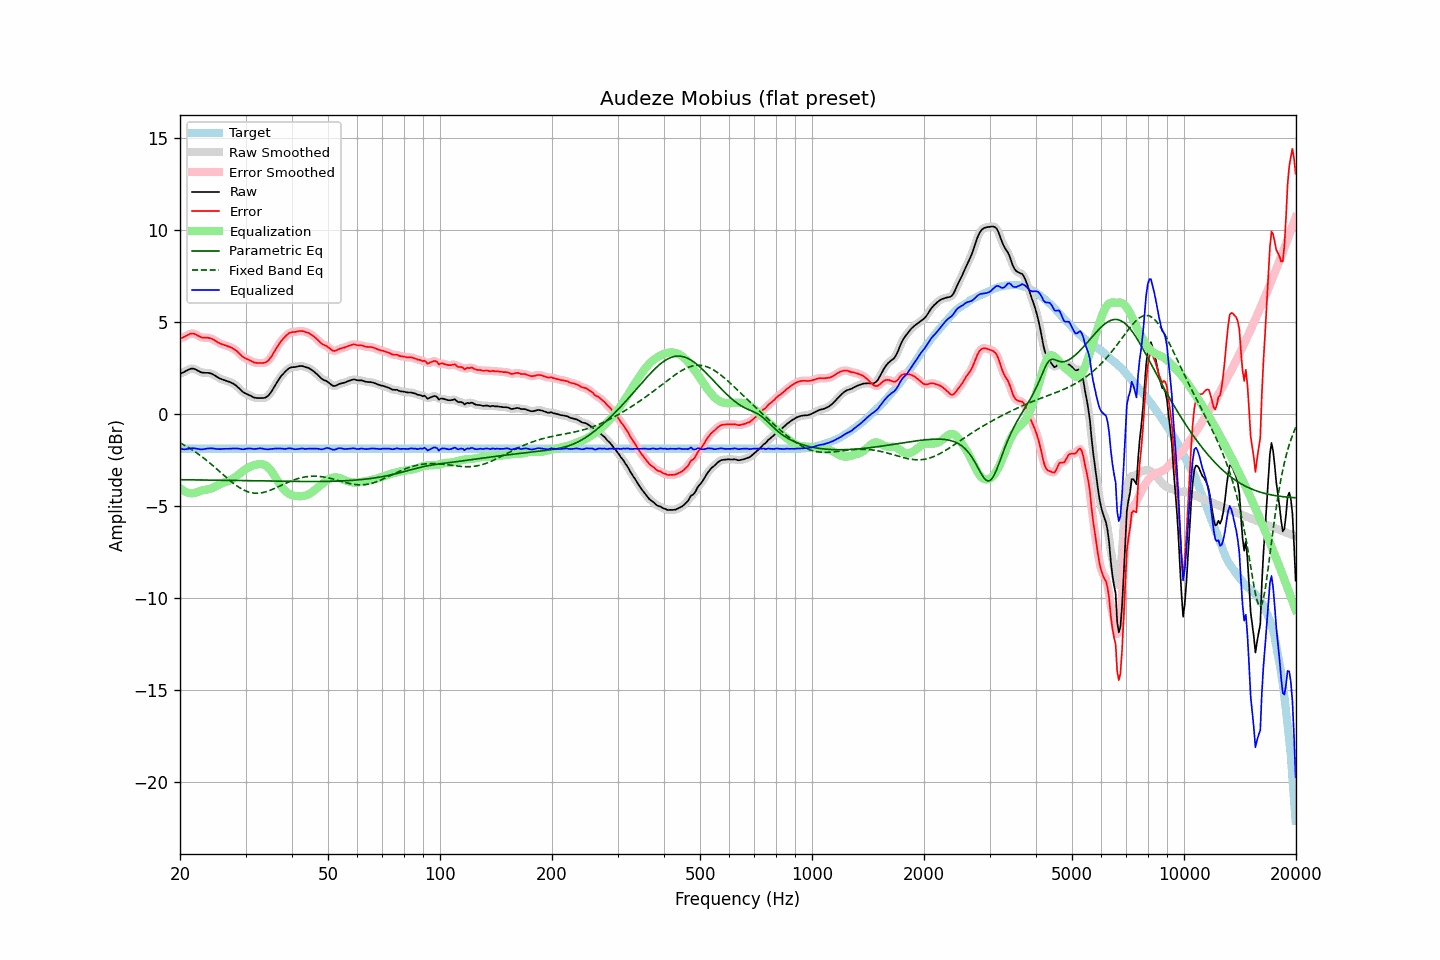 Audeze Mobius (flat preset)
Target
Raw Smoothed
Error Smoothed
Raw
Error
Equalization
Parametric Eq
Fixed Band Eq
Equalized
15
10
5
0
−5
−10
−15
−20
Amplitude (dBr)
20 50 100 200 500 1000 2000 5000 10000 20000
Frequency (Hz)